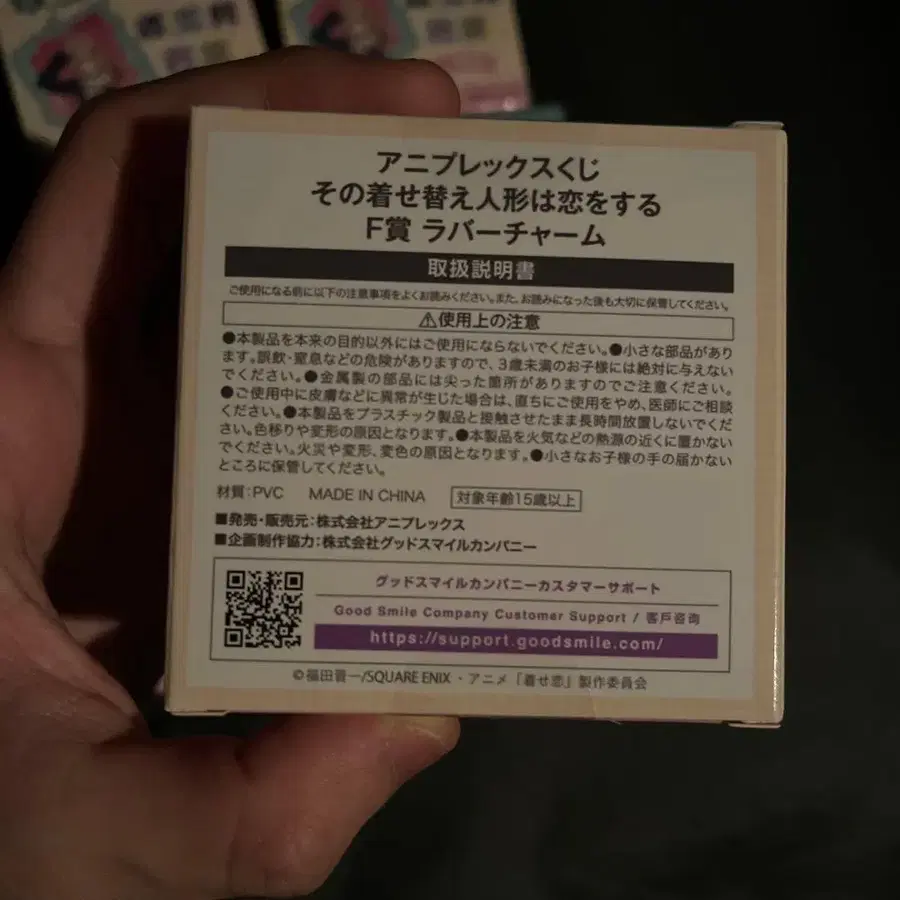 アニプレックスくじ
その着せ替え人形は恋をする
F賞 ラバーチャーム
取扱説明書
ご使用になる前に以下の注意事項をよくお読みください。また、お読みになった後も大切に保管してください。
⚠使用上の注意
●本製品を本来の目的以外にはご使用にならないでください。●小さな部品があり
ます。誤飲・窒息などの危険がありますので、3歳未満のお子様には絶対に与えない
でください。●金属製の部品には尖った箇所がありますのでご注意ください。
●ご使用中に皮膚などに異常が生じた場合は、直ちにご使用をやめ、医師にご相談
ください。●本製品をプラスチック製品と接触させたまま長時間放置しないでくだ
さい。色移りや変形の原因となります。●本製品を火気などの熱源の近くに置かない
でください。火災や変形、変色の原因となります。●小さなお子様の手の届かない
ところに保管してください。
材質：PVC MADE IN CHINA 対象年齢15歳以上
■発売・販売元：株式会社アニプレックス
■企画制作協力：株式会社グッドスマイルカンパニー
グッドスマイルカンパニーカスタマーサポート
Good Smile Company Customer Support / 客戶咨询
https://support.goodsmile.com/
©福田晋一/SQUARE ENIX・アニメ「着せ恋」製作委員会